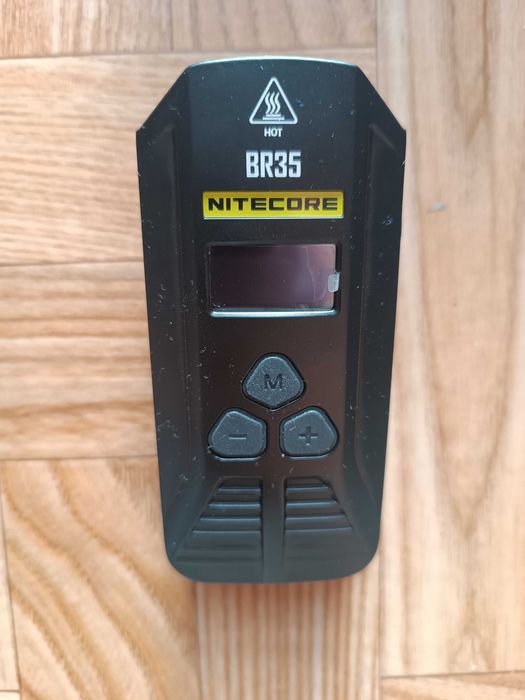 HOT
BR35
NITECORE
M
- +